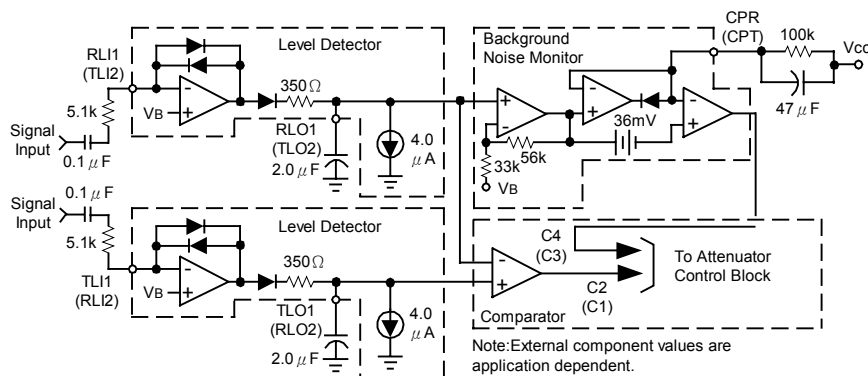 Level Detector
RLI1
(TLI2)
5.1k
Signal
Input
0.1 μF
VB
350Ω
RLO1
(TLO2)
2.0 μF
4.0
μA
Background
Noise Monitor
33k
VB
56k
36mV
CPR
(CPT)
100k
Vcc
47 μF
0.1 μF
Signal
Input
5.1k
TLI1
(RLI2)
Level Detector
VB
350Ω
TLO1
(RLO2)
2.0 μF
4.0
μA
C4
(C3)
C2
(C1)
To Attenuator
Control Block
Comparator
Note:External component values are
application dependent.